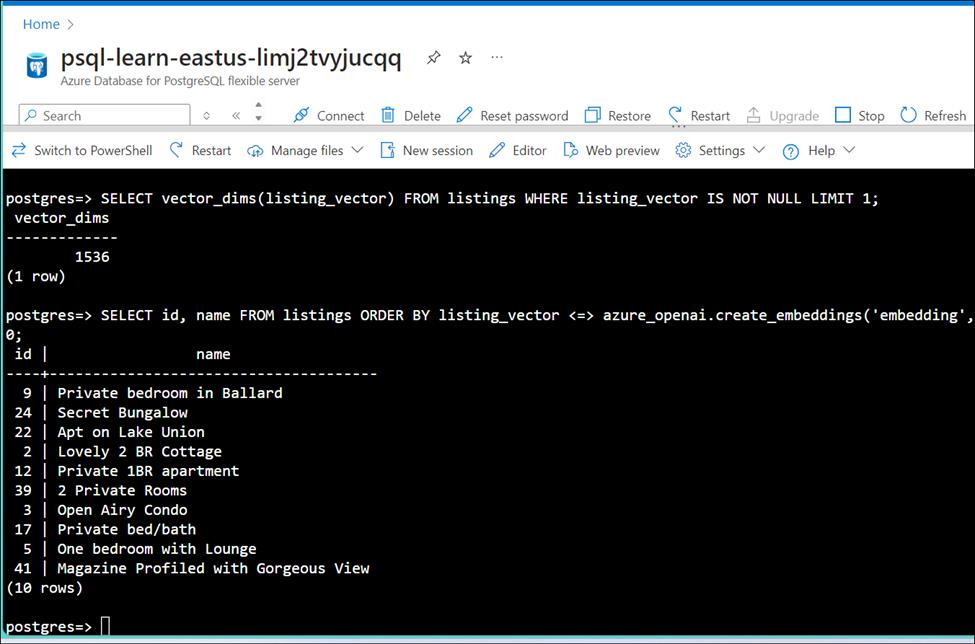 Home >
psql-learn-eastus-limj2tvyjucqq ...
Azure Database for PostgreSQL flexible server
Search « Connect Delete Reset password Restore Restart Upgrade Stop Refresh
Switch to PowerShell Restart Manage files New session Editor Web preview Settings Help
postgres=> SELECT vector_dims(listing_vector) FROM listings WHERE listing_vector IS NOT NULL LIMIT 1;
 vector_dims
-------------
        1536
(1 row)
postgres=> SELECT id, name FROM listings ORDER BY listing_vector <=> azure_openai.create_embeddings('embedding',
0;
 id |                  name
----+----------------------------------------
  9 | Private bedroom in Ballard
 24 | Secret Bungalow
 22 | Apt on Lake Union
  2 | Lovely 2 BR Cottage
 12 | Private 1BR apartment
 39 | 2 Private Rooms
  3 | Open Airy Condo
 17 | Private bed/bath
  5 | One bedroom with Lounge
 41 | Magazine Profiled with Gorgeous View
(10 rows)
postgres=>